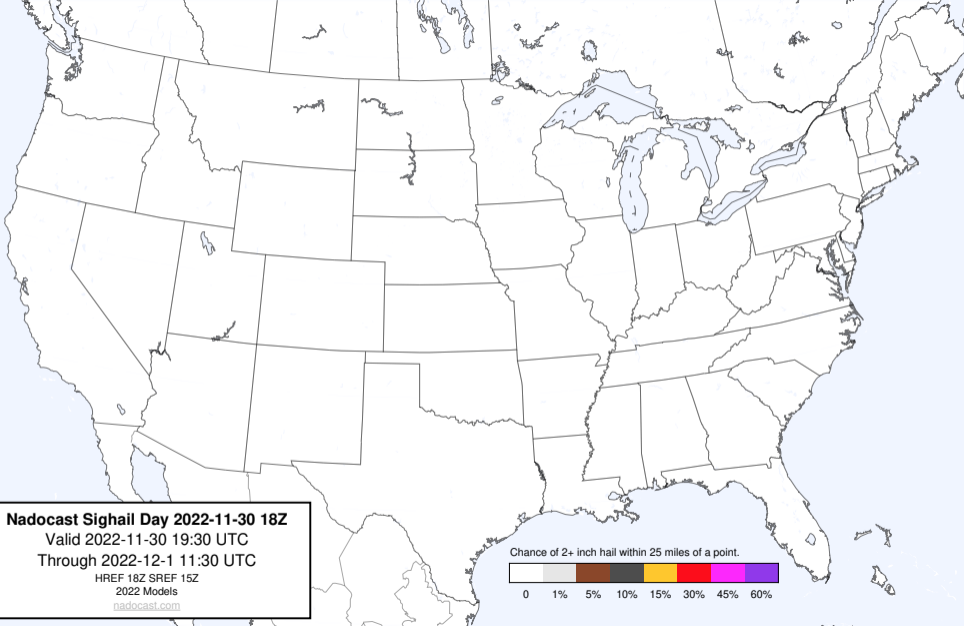 Nadocast Sighail Day 2022-11-30 18Z
Valid 2022-11-30 19:30 UTC
Through 2022-12-1 11:30 UTC
HREF 18Z SREF 15Z
2022 Models
nadocast.com
Chance of 2+ inch hail within 25 miles of a point.
0 1% 5% 10% 15% 30% 45% 60%